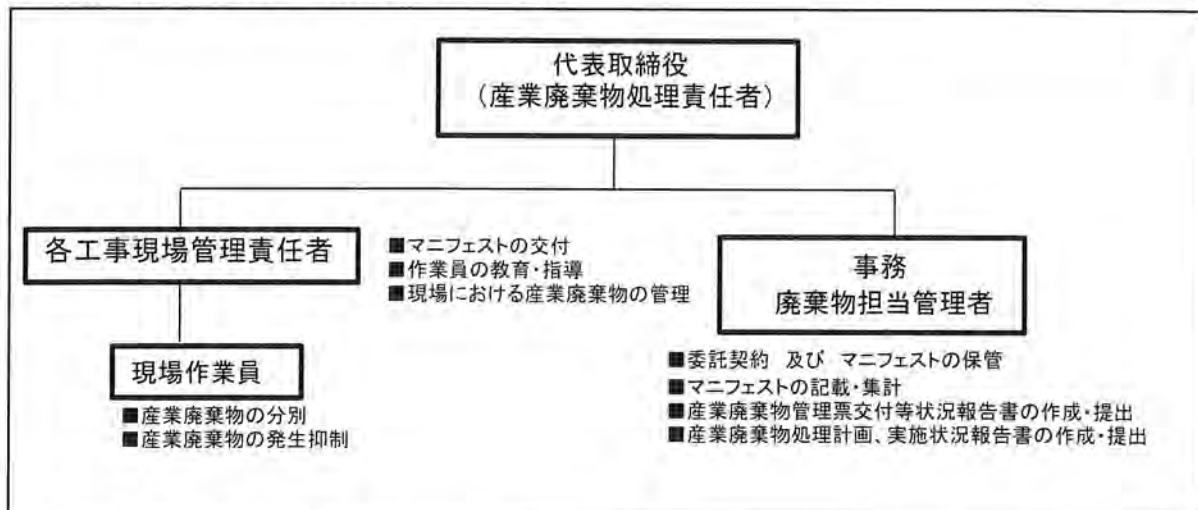 代表取締役
（産業廃棄物処理責任者）
各工事現場管理責任者
■マニフェストの交付
■作業員の教育・指導
■現場における産業廃棄物の管理
事務
廃棄物担当管理者
現場作業員
■産業廃棄物の分別
■産業廃棄物の発生抑制
■委託契約　及び　マニフェストの保管
■マニフェストの記載・集計
■産業廃棄物管理票交付等状況報告書の作成・提出
■産業廃棄物処理計画、実施状況報告書の作成・提出